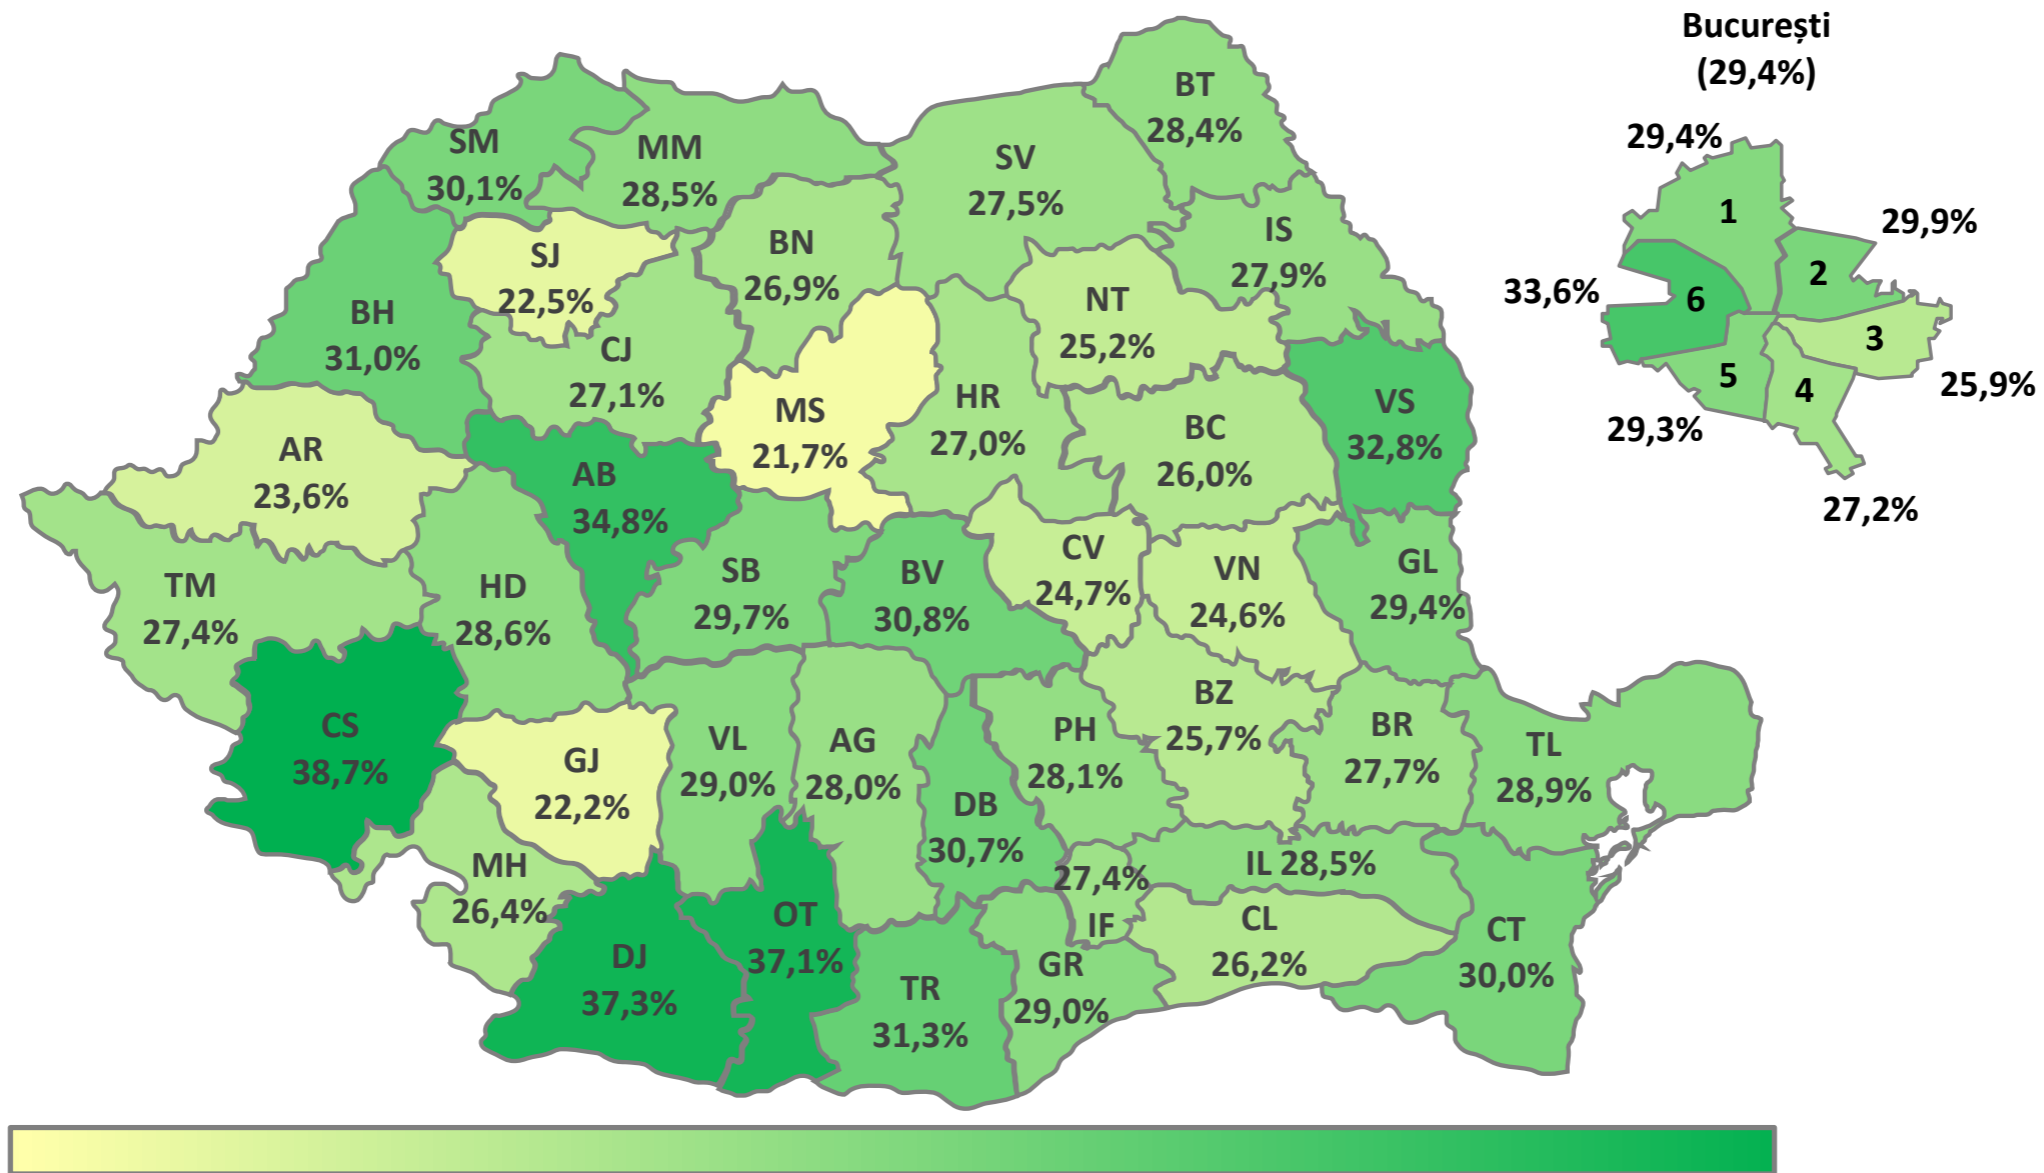 București
(29,4%)
29,4%
1
29,9%
2
33,6%
6
3
25,9%
5
4
29,3%
27,2%
BT
28,4%
SM
30,1%
MM
28,5%
SV
27,5%
SJ
22,5%
BN
26,9%
IS
27,9%
BH
31,0%
CJ
27,1%
NT
25,2%
MS
21,7%
HR
27,0%
BC
26,0%
VS
32,8%
AR
23,6%
AB
34,8%
TM
27,4%
HD
28,6%
SB
29,7%
BV
30,8%
CV
24,7%
VN
24,6%
GL
29,4%
CS
38,7%
GJ
22,2%
VL
29,0%
AG
28,0%
PH
28,1%
BZ
25,7%
BR
27,7%
TL
28,9%
DB
30,7%
MH
26,4%
27,4%
IF
IL 28,5%
DJ
37,3%
OT
37,1%
TR
31,3%
GR
29,0%
CL
26,2%
CT
30,0%